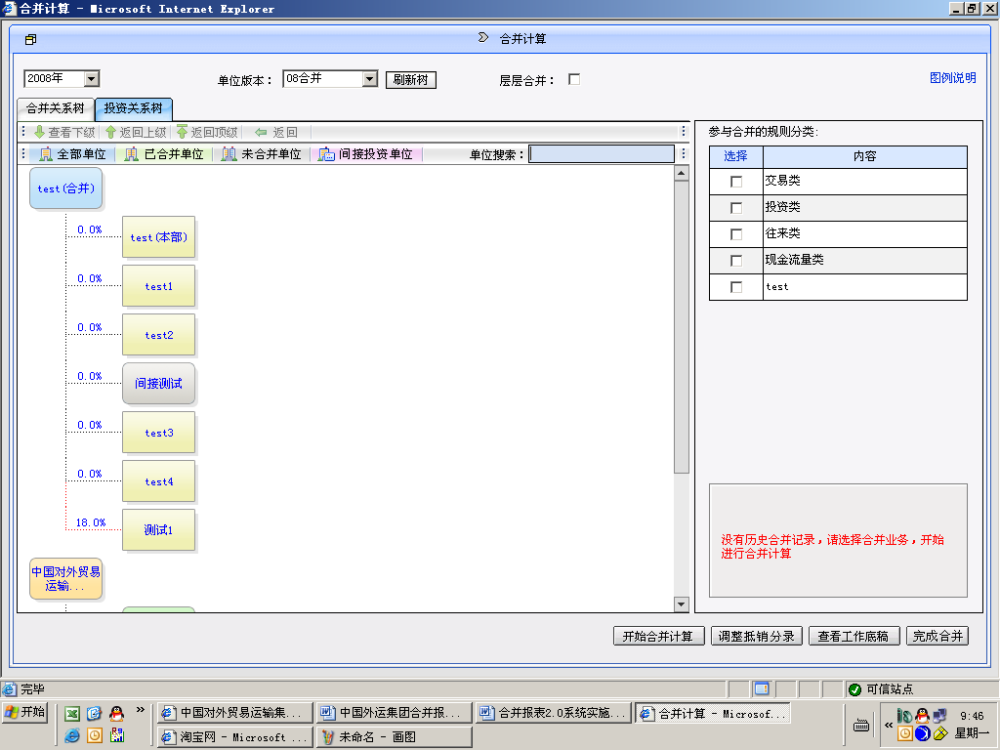 合并计算 - Microsoft Internet Explorer
合并计算
2008年
单位版本：
08合并
刷新树
层层合并：
图例说明
合并关系树
投资关系树
查看下级
返回上级
返回顶级
返回
全部单位
已合并单位
未合并单位
间接投资单位
单位搜索：
test(合并)
0.0%
test(本部)
0.0%
test1
0.0%
test2
0.0%
间接测试
0.0%
test3
0.0%
test4
18.0%
测试1
中国对外贸易
运输...
参与合并的规则分类:
选择
内容
交易类
投资类
往来类
现金流量类
test
没有历史合并记录，请选择合并业务，开始
进行合并计算
开始合并计算
调整抵销分录
查看工作底稿
完成合并
完毕
可信站点
开始
中国对外贸易运输集...
中国外运集团合并报...
合并报表2.0系统实施...
合并计算 - Microsof...
9:46
淘宝网 - Microsoft ...
未命名 - 画图
星期一